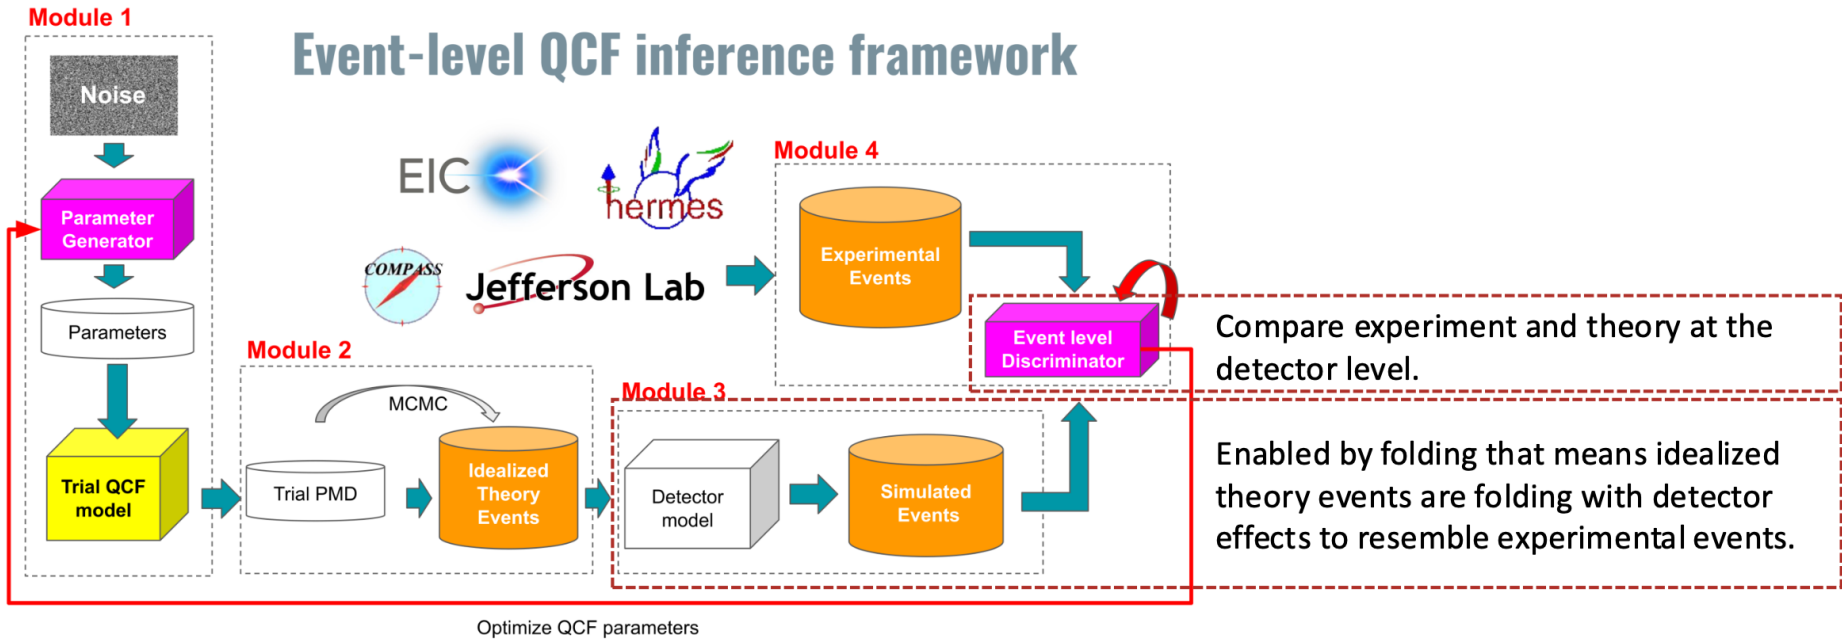 Module 1
Event-level QCF inference framework
Noise
Parameter
Generator
Parameters
Trial QCF
model
EIC
hermes
COMPASS
Jefferson Lab
Module 2
MCMC
Trial PMD
Idealized
Theory
Events
Module 3
Detector
model
Simulated
Events
Module 4
Experimental
Events
Event level
Discriminator
Compare experiment and theory at the
detector level.
Enabled by folding that means idealized
theory events are folding with detector
effects to resemble experimental events.
Optimize QCF parameters